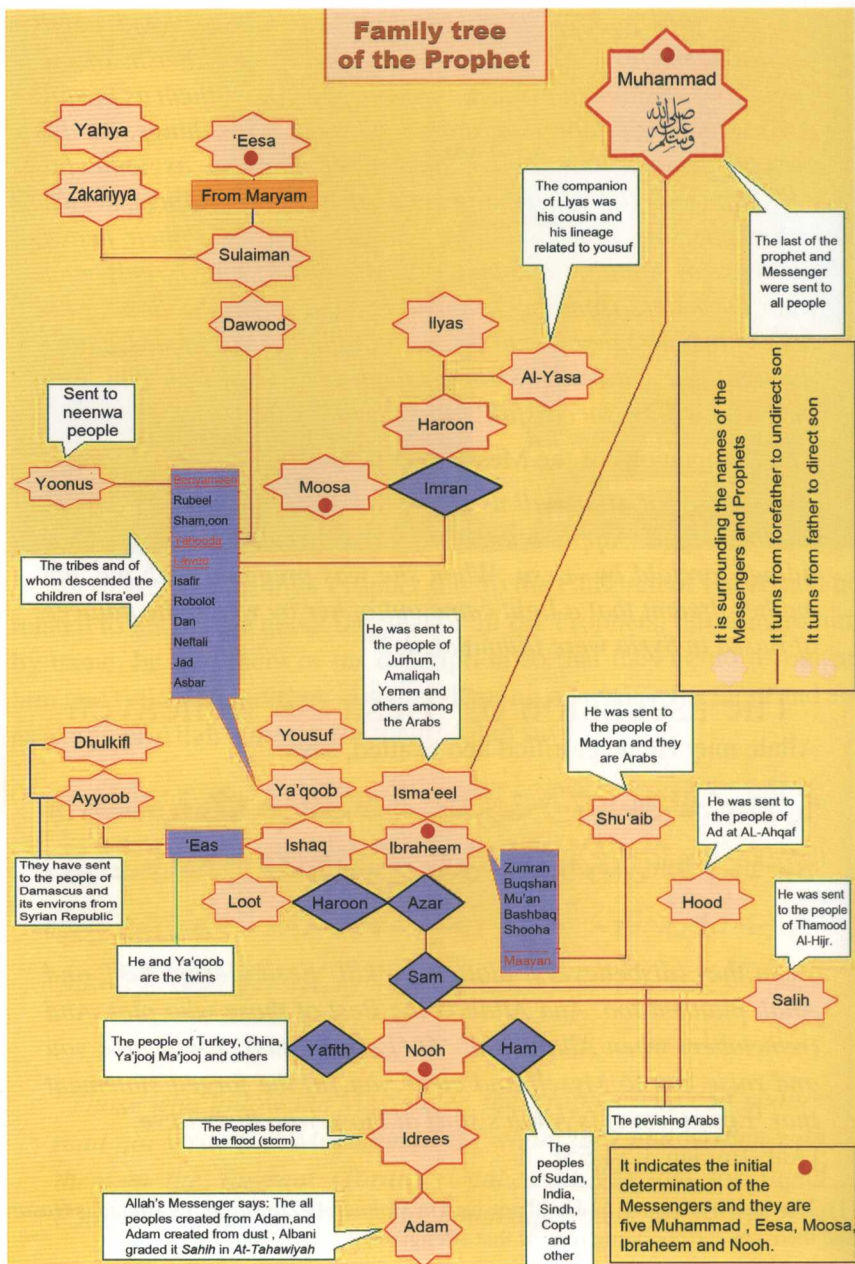 Family tree
of the Prophet
Muhammad
صلى الله
عليه
وسلم
Yahya
'Eesa
Zakariyya
From Maryam
Sulaiman
The companion
of Llyas was
his cousin and
his lineage
related to yousuf
The last of the
prophet and
Messenger
were sent to
all people
Dawood
Ilyas
Al-Yasa
Sent to
neenwa
people
Haroon
Yoonus
Moosa
Imran
Benyameen
Rubeel
Sham,oon
Yahooda
Isafir
Robolot
Dan
Neftali
Jad
Asbar
The tribes and of
whom descended the
children of Isra'eel
It is surrounding the names of the
Messengers and Prophets
It turns from forefather to undirect son
It turns from father to direct son
He was sent to
the people of
Jurhum,
Amaliqah
Yemen and
others among
the Arabs
He was sent to
the people of
Madyan and they
are Arabs
Dhulkifl
Yousuf
Ayyoob
Ya'qoob
Isma'eel
Shu'aib
He was sent to
the people of
Ad at AL-Ahqaf
'Eas
Ishaq
Ibraheem
They have sent
to the people of
Damascus and
its environs from
Syrian Republic
Zumran
Buqshan
Mu'an
Bashbaq
Shooha
Maayan
Loot
Haroon
Azar
Hood
He was sent
to the people
of Thamood
Al-Hijr.
He and Ya'qoob
are the twins
Sam
Salih
The people of Turkey, China,
Ya'jooj Ma'jooj and others
Yafith
Nooh
Ham
The pevishing Arabs
The Peoples before
the flood (storm)
Idrees
The
peoples
of Sudan,
India,
Sindh,
Copts
and
other
Allah's Messenger says: The all
peoples created from Adam,and
Adam created from dust , Albani
graded it Sahih in At-Tahawiyah
Adam
It indicates the initial
determination of the
Messengers and they are
five Muhammad , Eesa, Moosa,
Ibraheem and Nooh.